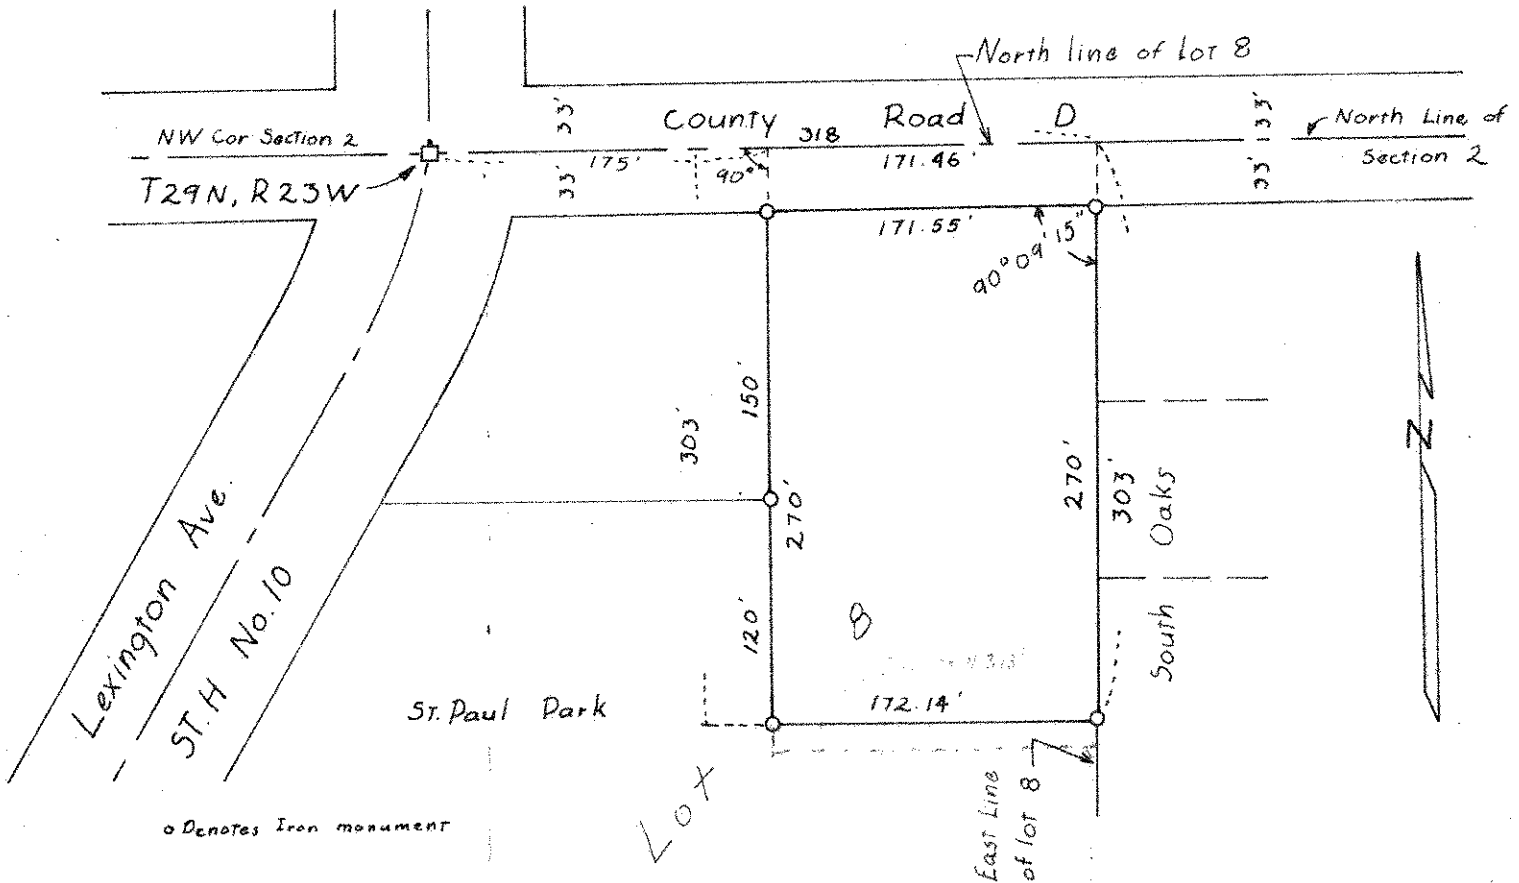 North line of lot 8
33'
County Road D
33'
North Line of
Section 2
NW Cor Section 2
318
175'
90°
171.46'
33'
33'
T29N, R23W
171.55'
90° 09' 15"
150'
303'
270'
270'
303'
South Oaks
120'
8
172.14'
Lexington Ave.
ST. H No. 10
ST. Paul Park
N
Lot
East Line
of lot 8
o Denotes Iron monument